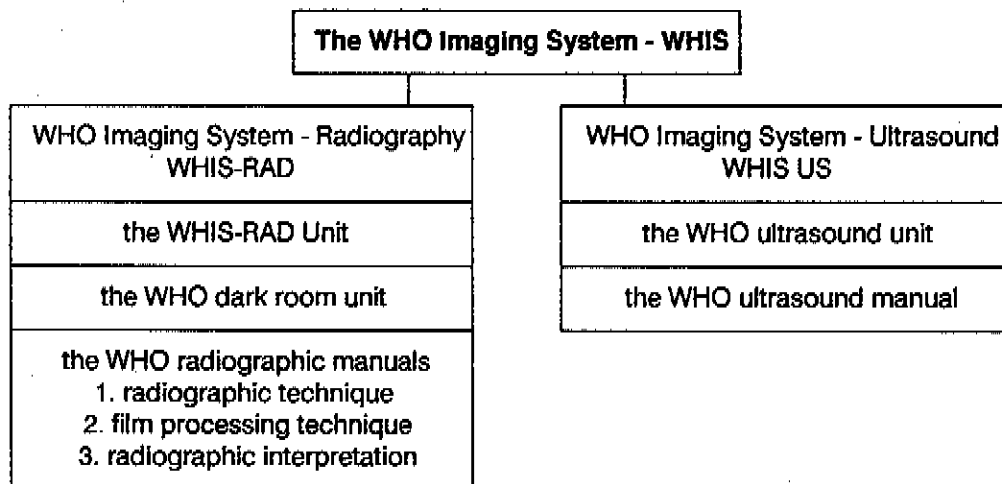 The WHO Imaging System - WHIS
WHO Imaging System - Radiography
WHIS-RAD
the WHIS-RAD Unit
the WHO dark room unit
the WHO radiographic manuals
1. radiographic technique
2. film processing technique
3. radiographic interpretation
WHO Imaging System - Ultrasound
WHIS US
the WHO ultrasound unit
the WHO ultrasound manual